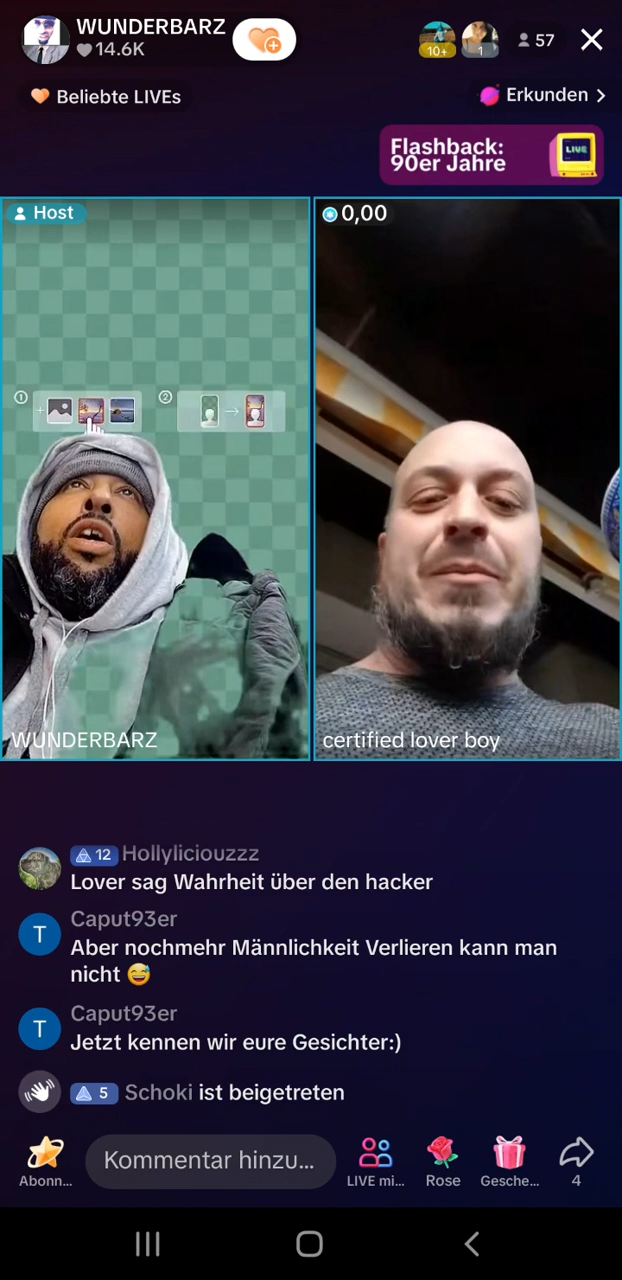 WUNDERBARZ
14.6K
10+
1
57
Beliebte LIVEs
Erkunden
Flashback:
90er Jahre
LIVE
Host
0,00
1
2
WUNDERBARZ
certified lover boy
12 Hollyliciouzzz
Lover sag Wahrheit über den hacker
T
Caput93er
Aber nochmehr Männlichkeit Verlieren kann man
nicht 😅
T
Caput93er
Jetzt kennen wir eure Gesichter:)
5 Schoki ist beigetreten
Kommentar hinzu...
Abonn...
LIVE mi...
Rose
Gesche...
4